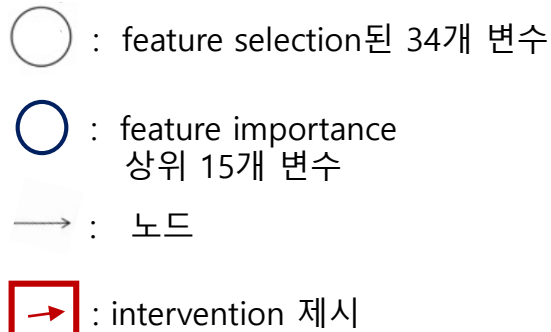 : feature selection된 34개 변수
: feature importance
상위 15개 변수
: 노드
: intervention 제시